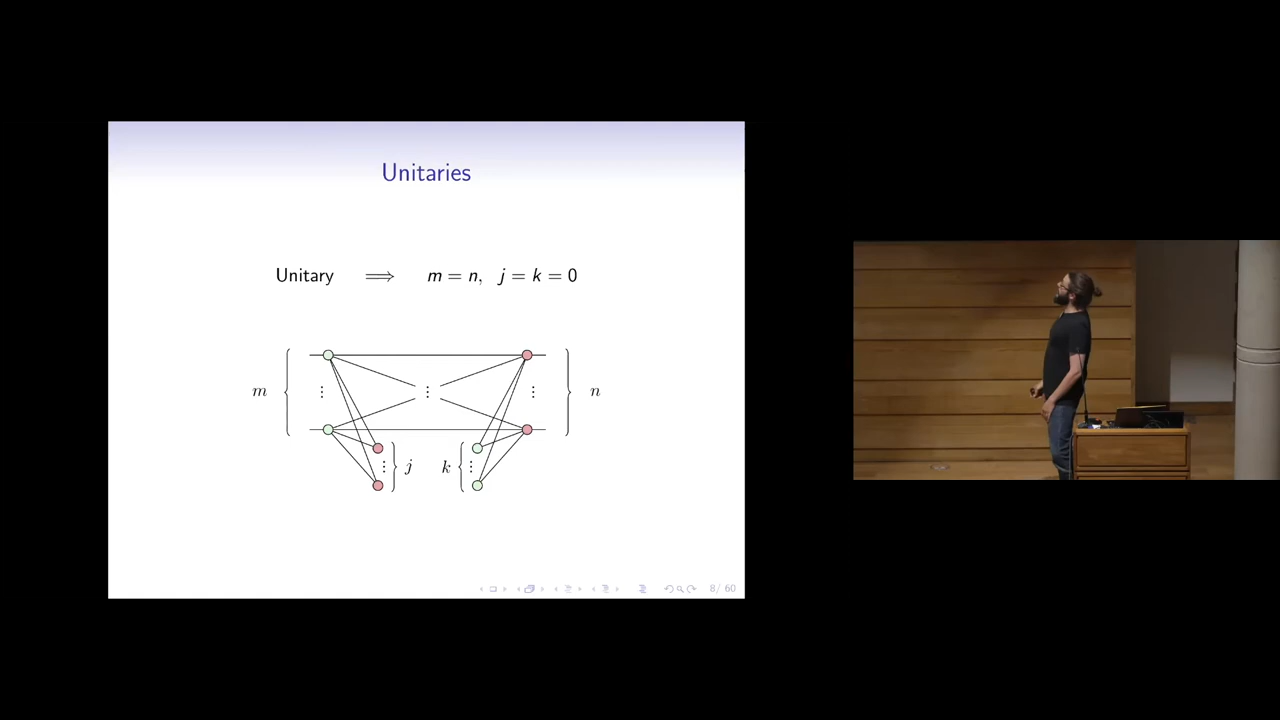 Unitaries
Unitary ⟹ m = n, j = k = 0
m ⋮ ⋮ ⋮ n
⋮ j k ⋮
8 / 60